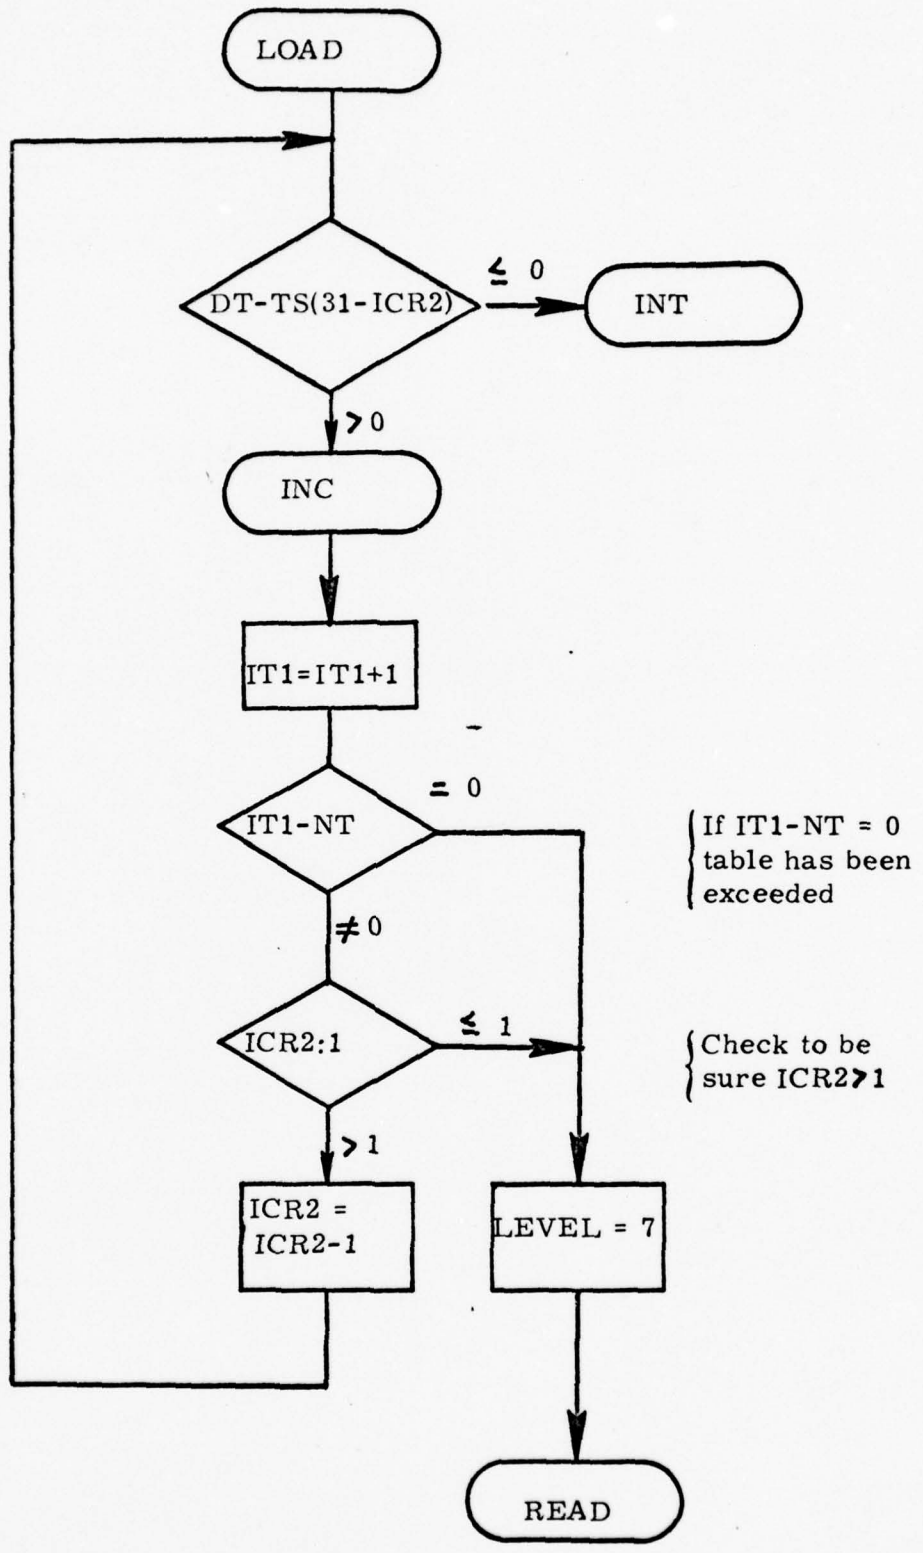 LOAD
DT-TS(31-ICR2)
≤ 0
INT
>0
INC
IT1=IT1+1
= 0
IT1-NT
If IT1-NT = 0
table has been
exceeded
≠0
ICR2:1
≤ 1
Check to be
sure ICR2>1
>1
ICR2 =
ICR2-1
LEVEL = 7
READ